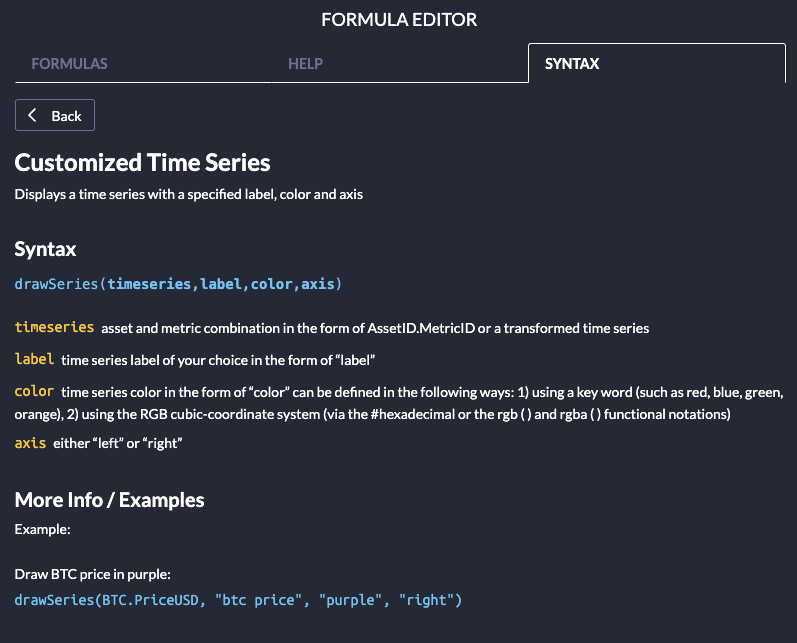 FORMULA EDITOR
FORMULAS
HELP
SYNTAX
Back
Customized Time Series
Displays a time series with a specified label, color and axis
Syntax
drawSeries(timeseries,label,color,axis)
timeseries asset and metric combination in the form of AssetID.MetricID or a transformed time series
label time series label of your choice in the form of “label”
color time series color in the form of “color” can be defined in the following ways: 1) using a key word (such as red, blue, green,
orange), 2) using the RGB cubic-coordinate system (via the #hexadecimal or the rgb ( ) and rgba ( ) functional notations)
axis either “left” or “right”
More Info / Examples
Example:
Draw BTC price in purple:
drawSeries(BTC.PriceUSD, "btc price", "purple", "right")